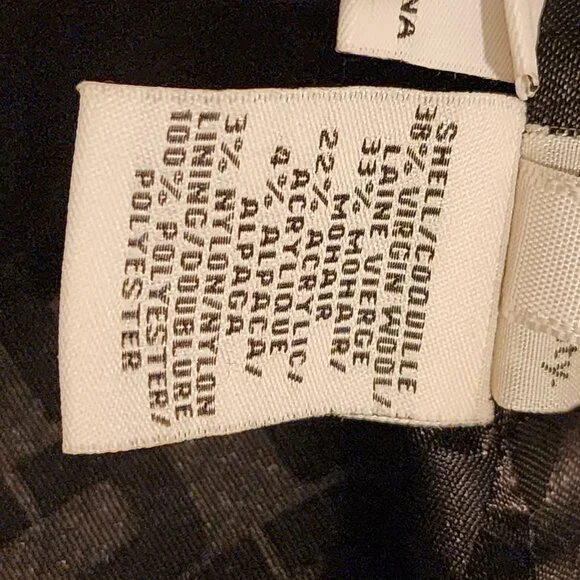 NA
SHELL/COQUILLE
38% VIRGIN WOOL/
LAINE VIERGE
33% MOHAIR/
MOHAIR
22% ACRYLIC,
ACRYLIQUE
4% ALPACA/
ALPAGA
3% NYLON/NYLON
LINING/DOUBLURE
100% POLYESTER/
POLYESTER